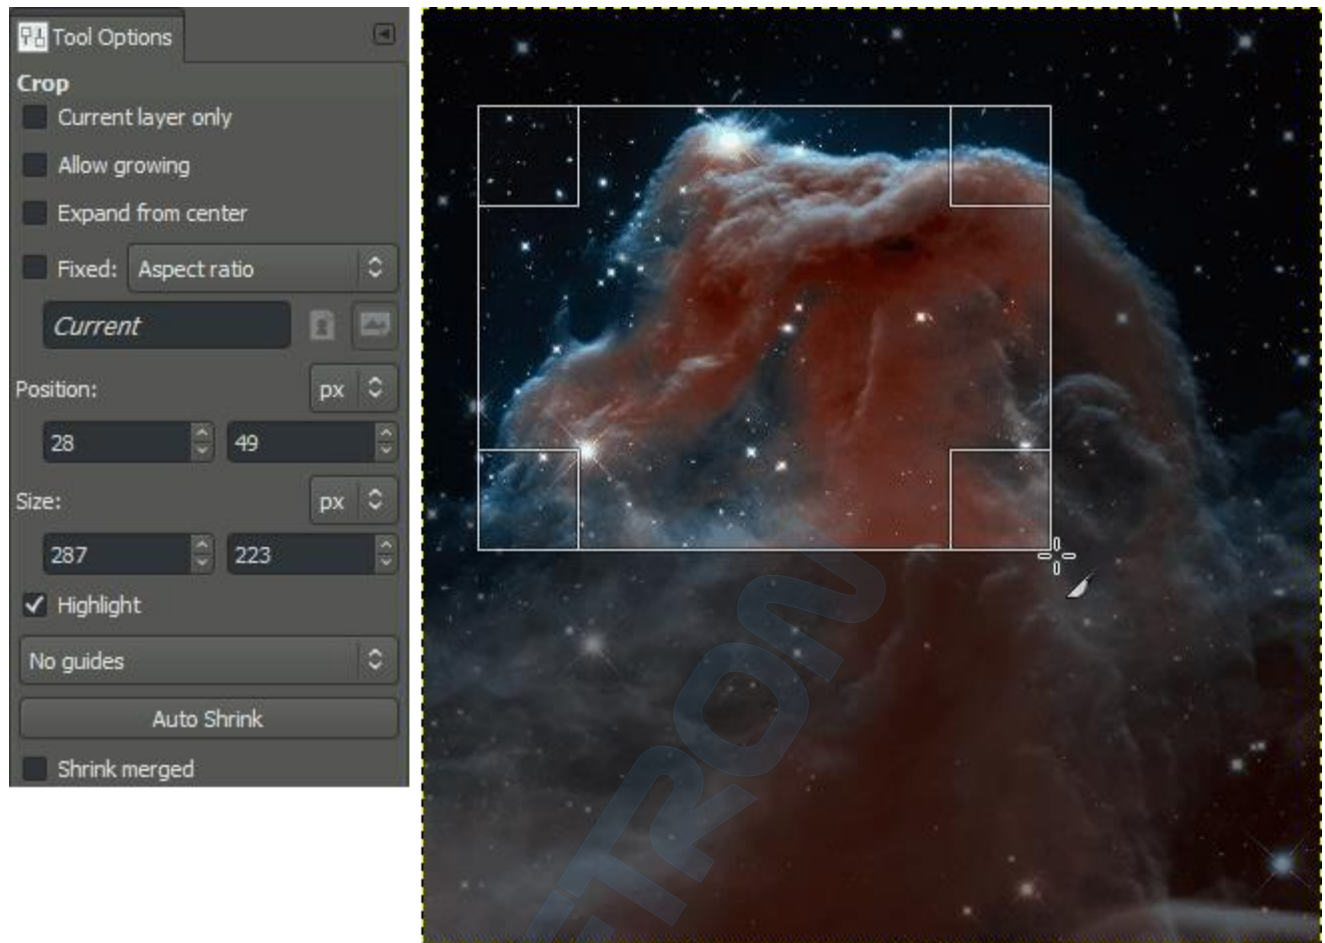 Tool Options
Crop
Current layer only
Allow growing
Expand from center
Fixed: Aspect ratio
Current
Position: px
28 49
Size: px
287 223
Highlight
No guides
Auto Shrink
Shrink merged
TRON